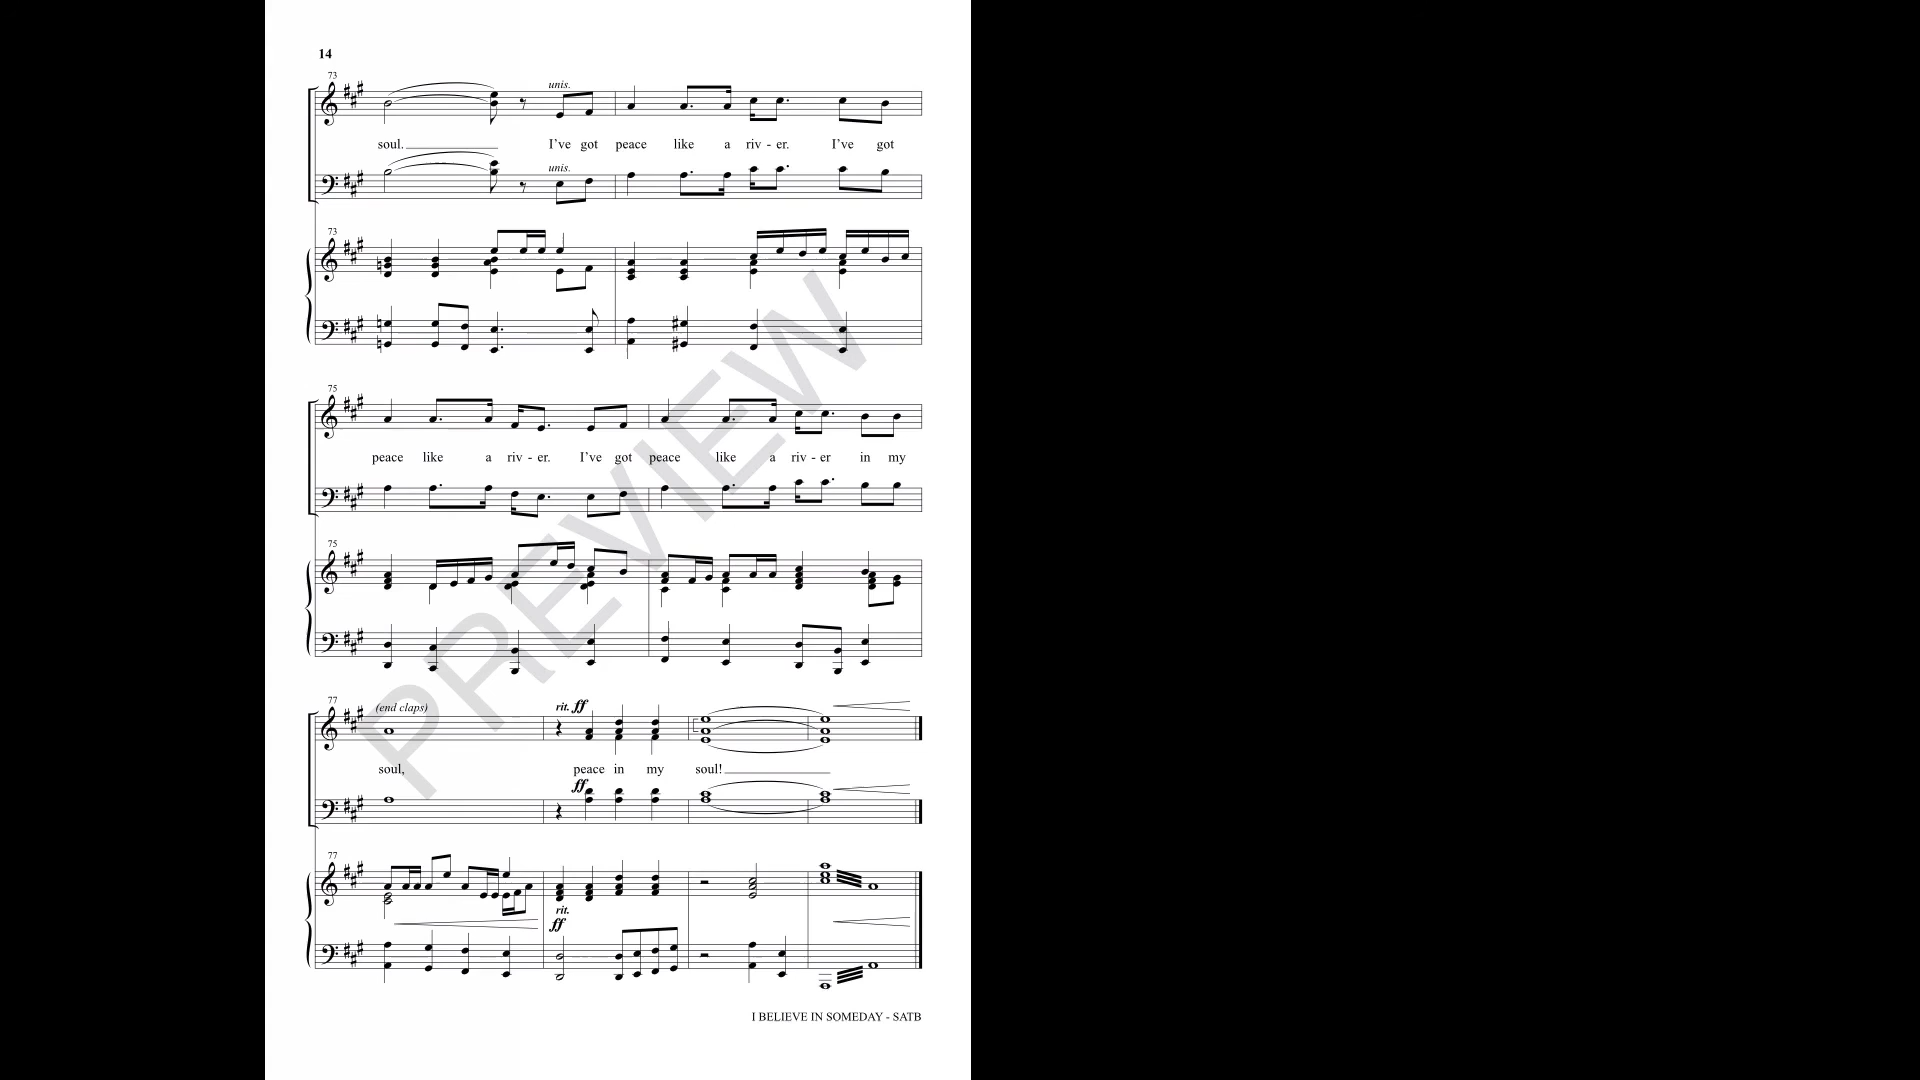 14
73
unis.
soul. I've got peace like a riv - er. I've got
unis.
73
75
peace like a riv - er. I've got peace like a riv - er in my
75
77
(end claps) rit. ff
soul, peace in my soul!
ff
77
rit.
ff
PREVIEW
I BELIEVE IN SOMEDAY - SATB